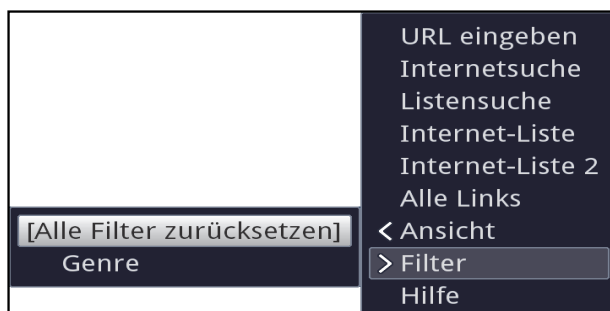 URL eingeben
Internetsuche
Listensuche
Internet-Liste
Internet-Liste 2
Alle Links
< Ansicht
> Filter
Hilfe
[Alle Filter zurücksetzen]
Genre